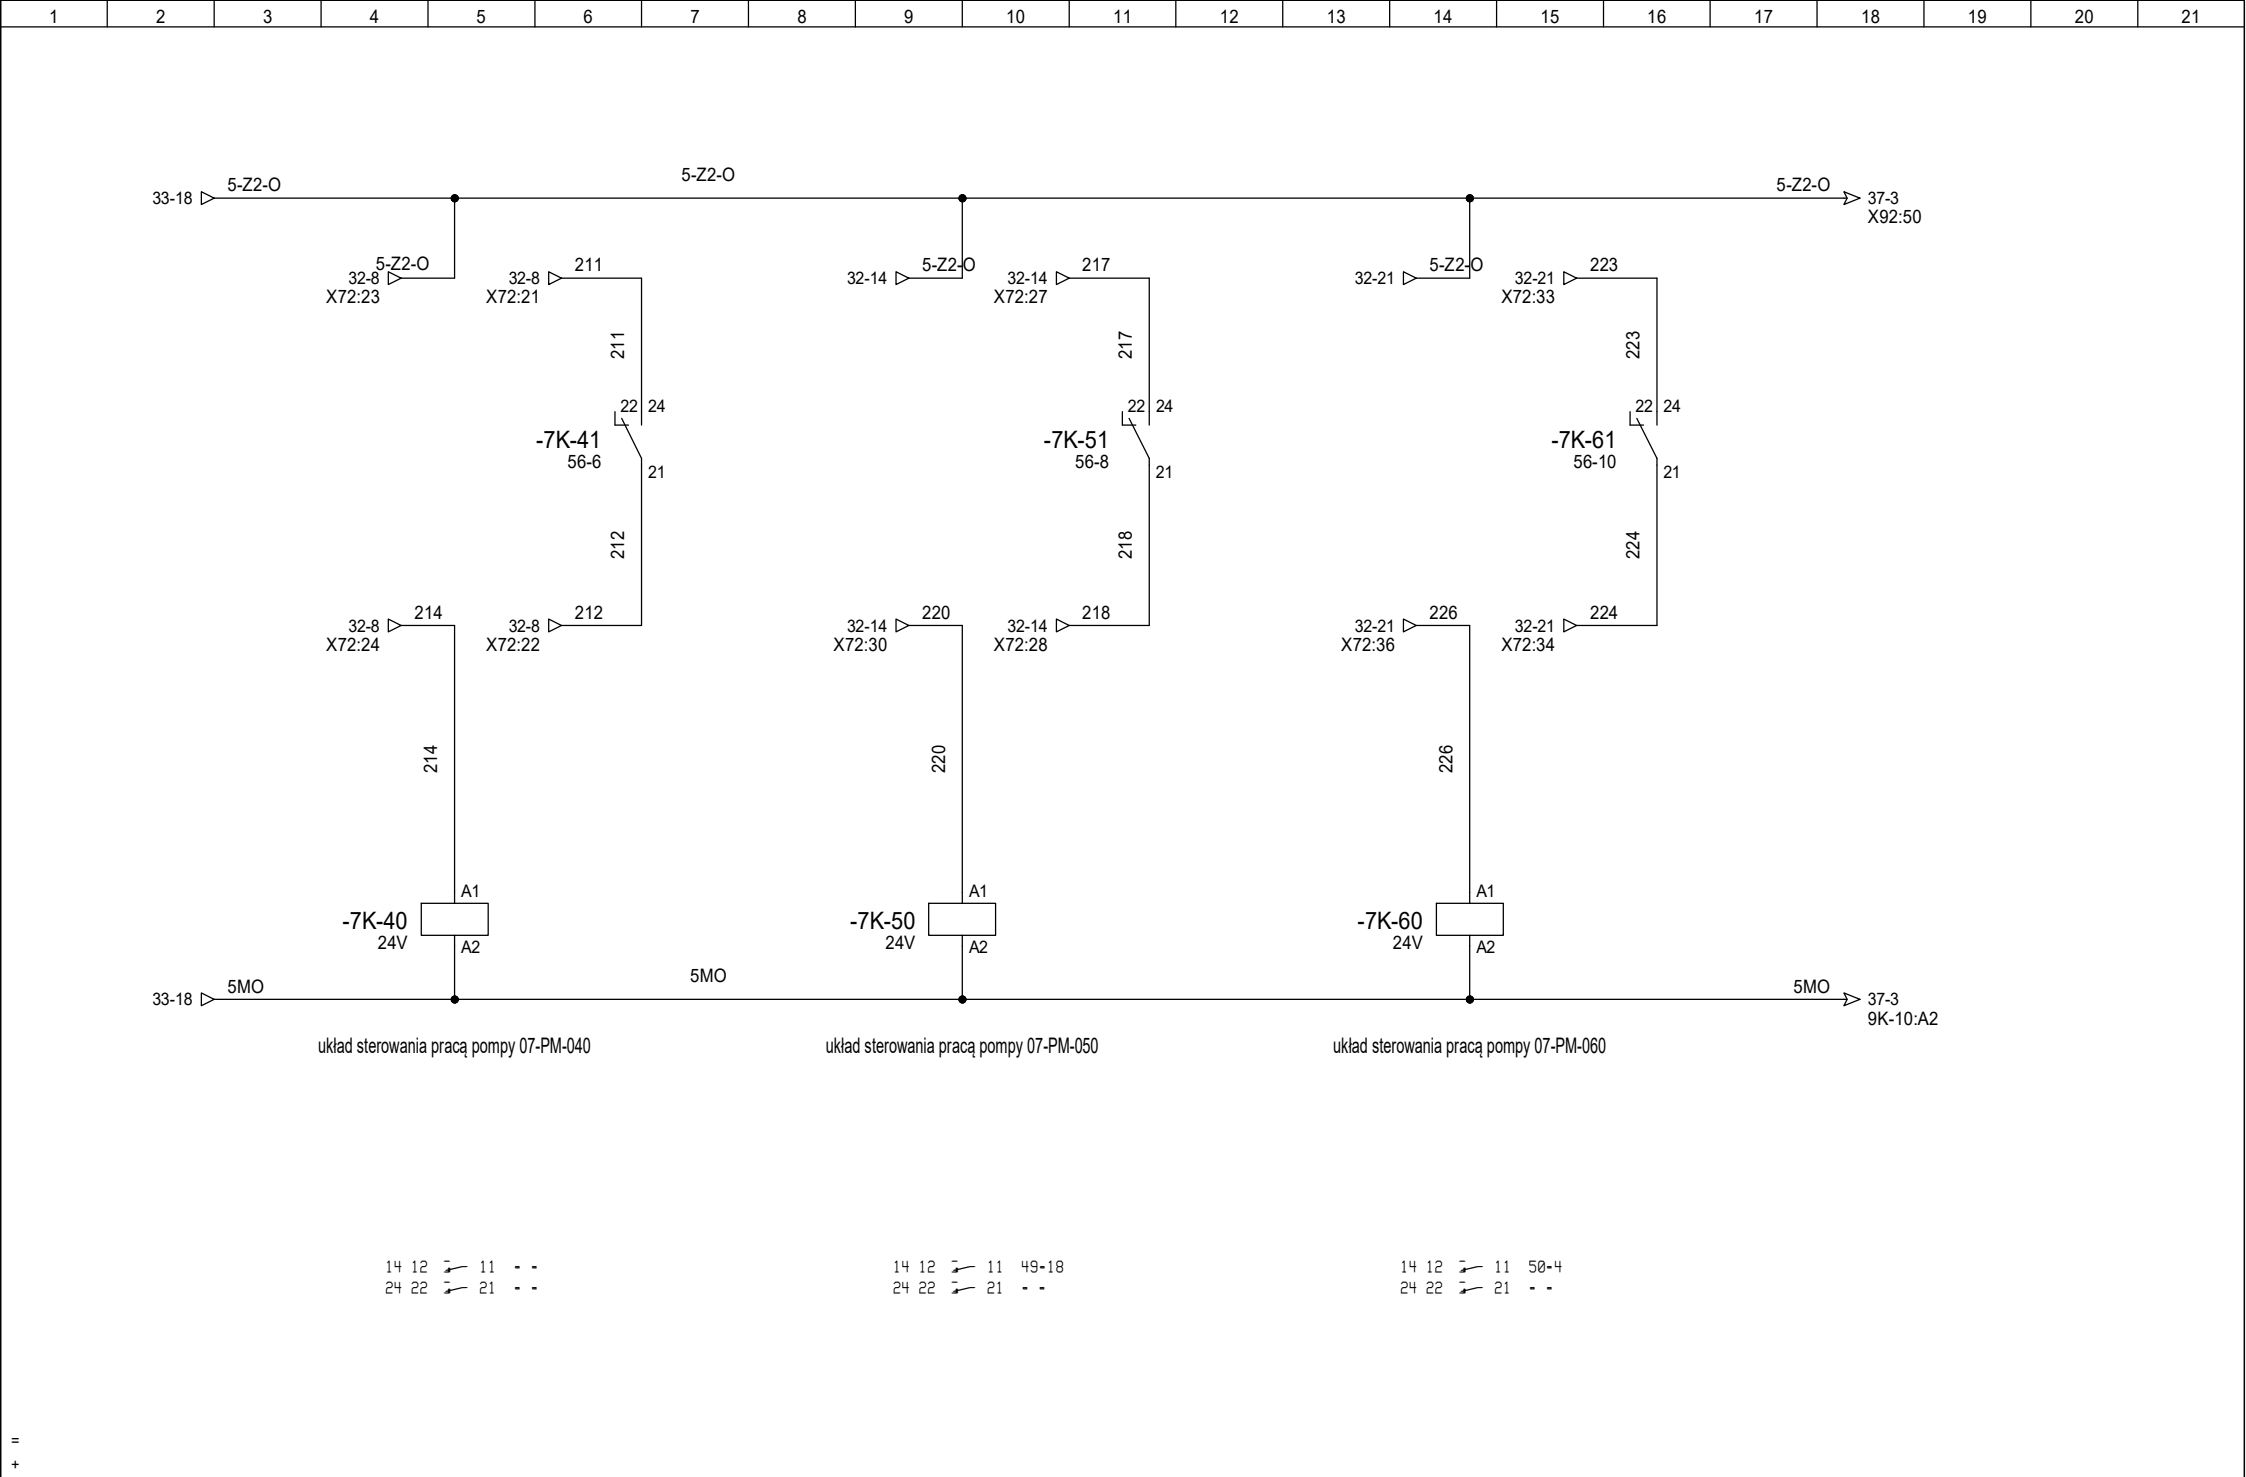 1 2 3 4 5 6 7 8 9 10 11 12 13 14 15 16 17 18 19 20 21
5-Z2-O
33-18 5-Z2-O 5-Z2-O 37-3
X92:50
5-Z2-O 211 5-Z2-O 217 5-Z2-O 223
32-8 32-8 32-14 32-14 32-21 32-21
X72:23 X72:21 X72:27 X72:33
211 217 223
22 24 22 24 22 24
-7K-41 -7K-51 -7K-61
56-6 56-8 56-10
21 21 21
212 218 224
214 212 220 218 226 224
32-8 32-8 32-14 32-14 32-21 32-21
X72:24 X72:22 X72:30 X72:28 X72:36 X72:34
214 220 226
A1 A1 A1
-7K-40 -7K-50 -7K-60
24V 24V 24V
A2 A2 A2
5MO
33-18 5MO 5MO 37-3
9K-10:A2
układ sterowania pracą pompy 07-PM-040 układ sterowania pracą pompy 07-PM-050 układ sterowania pracą pompy 07-PM-060
14 12 11 - - 14 12 11 49-18 14 12 11 50-4
24 22 21 - - 24 22 21 - - 24 22 21 - -
=
+